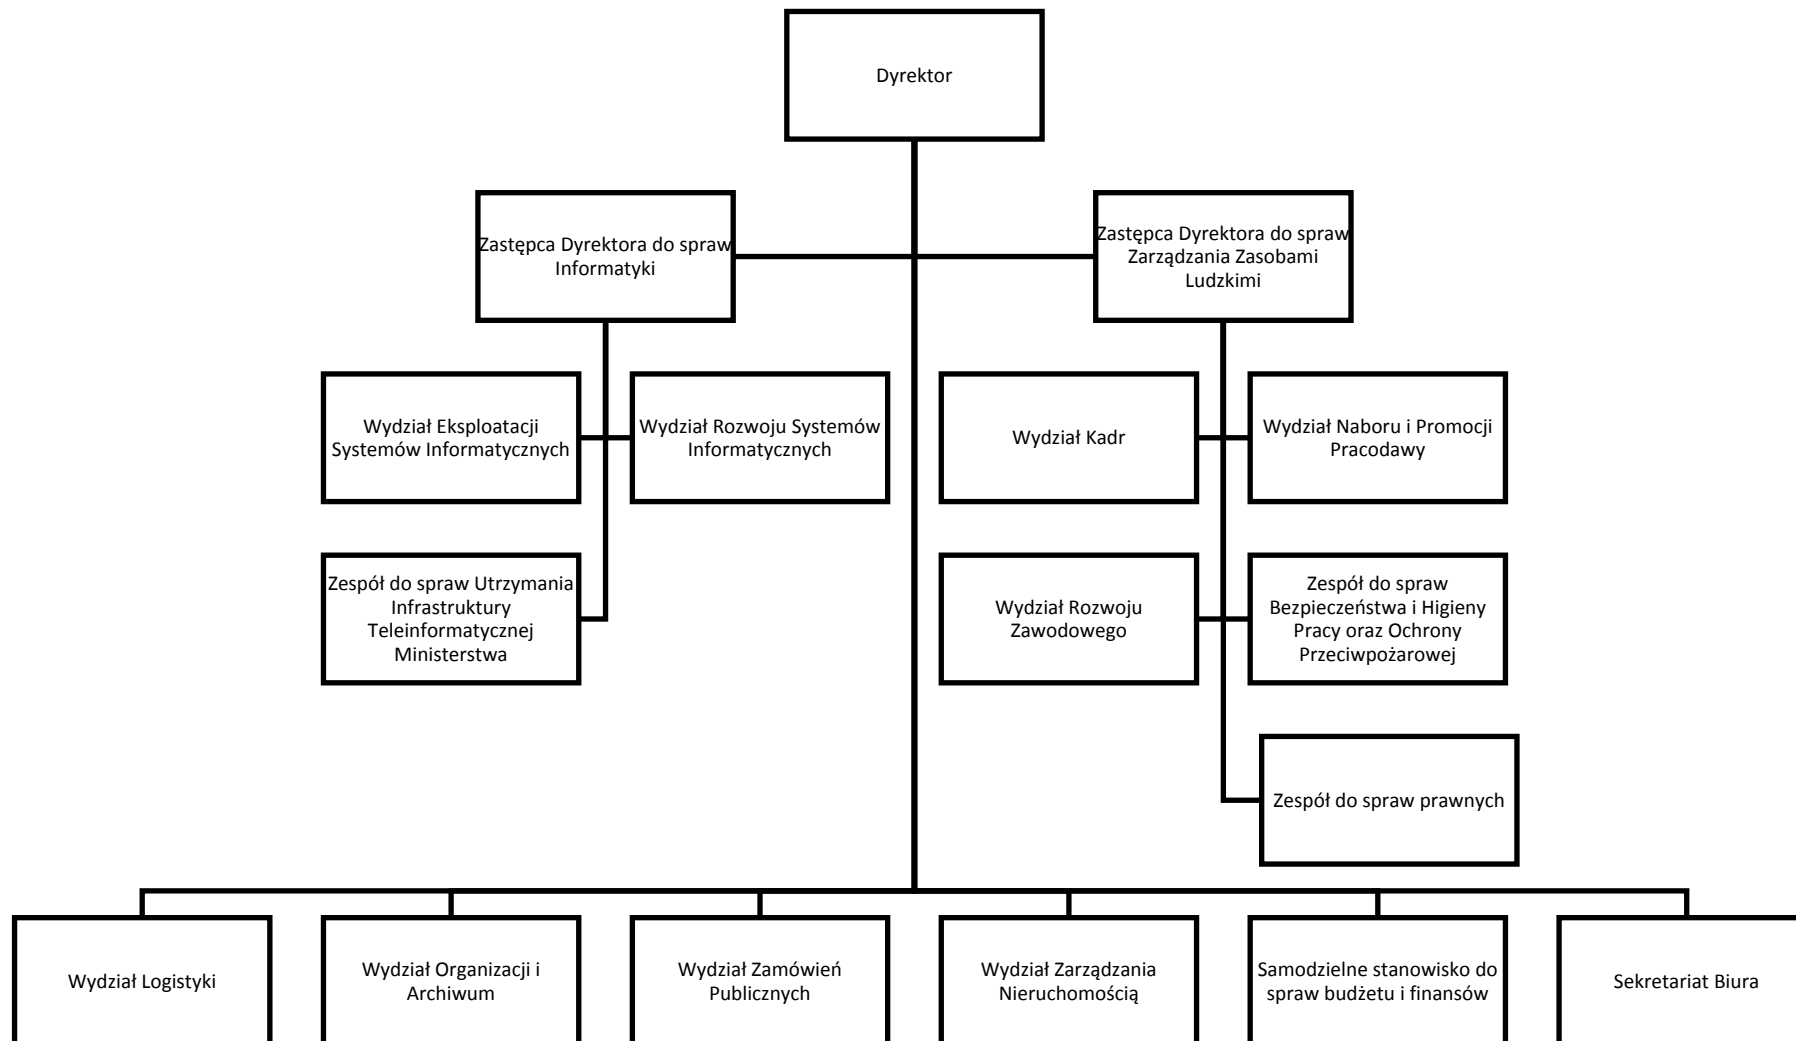 Dyrektor
Zastępca Dyrektora do spraw
Informatyki
Zastępca Dyrektora do spraw
Zarządzania Zasobami
Ludzkimi
Wydział Eksploatacji
Systemów Informatycznych
Wydział Rozwoju Systemów
Informatycznych
Wydział Kadr
Wydział Naboru i Promocji
Pracodawy
Zespół do spraw Utrzymania
Infrastruktury
Teleinformatycznej
Ministerstwa
Wydział Rozwoju
Zawodowego
Zespół do spraw
Bezpieczeństwa i Higieny
Pracy oraz Ochrony
Przeciwpożarowej
Zespół do spraw prawnych
Wydział Logistyki
Wydział Organizacji i
Archiwum
Wydział Zamówień
Publicznych
Wydział Zarządzania
Nieruchomością
Samodzielne stanowisko do
spraw budżetu i finansów
Sekretariat Biura